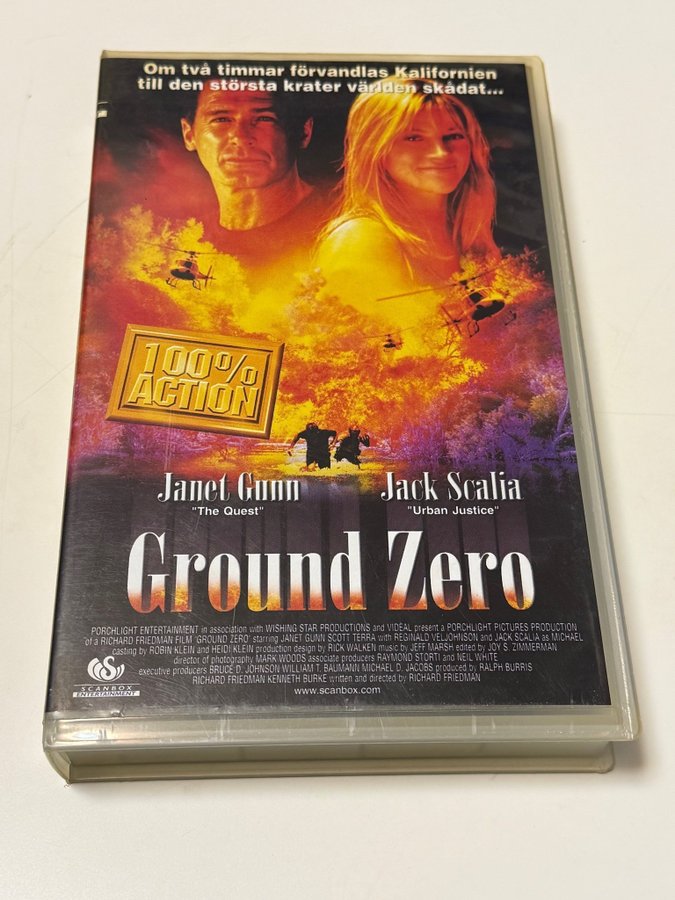 Om två timmar förvandlas Kalifornien
till den största krater världen skådat...
100%
ACTION
Janet Gunn Jack Scalia
"The Quest" "Urban Justice"
Ground Zero
PORCHLIGHT ENTERTAINMENT in association with WISHING STAR PRODUCTIONS and VIDEAL present a PORCHLIGHT PICTURES PRODUCTION
of a RICHARD FRIEDMAN FILM 'GROUND ZERO' starring JANET GUNN SCOTT TERRA with REGINALD VELJOHNSON and JACK SCALIA as MICHAEL
casting by ROBIN KLEIN and HEIDI KLEIN production design by RICK WALKEN music by JEFF MARSH edited by JOY S. ZIMMERMAN
director of photography MARK WOODS associate producers RAYMOND STORTI and NEIL WHITE
executive producers BRUCE D. JOHNSON WILLIAM T. BAUMANN MICHAEL D. JACOBS produced by RALPH BURRIS
RICHARD FRIEDMAN KENNETH BURKE written and directed by RICHARD FRIEDMAN
S
SCANBOX
ENTERTAINMENT
www.scanbox.com